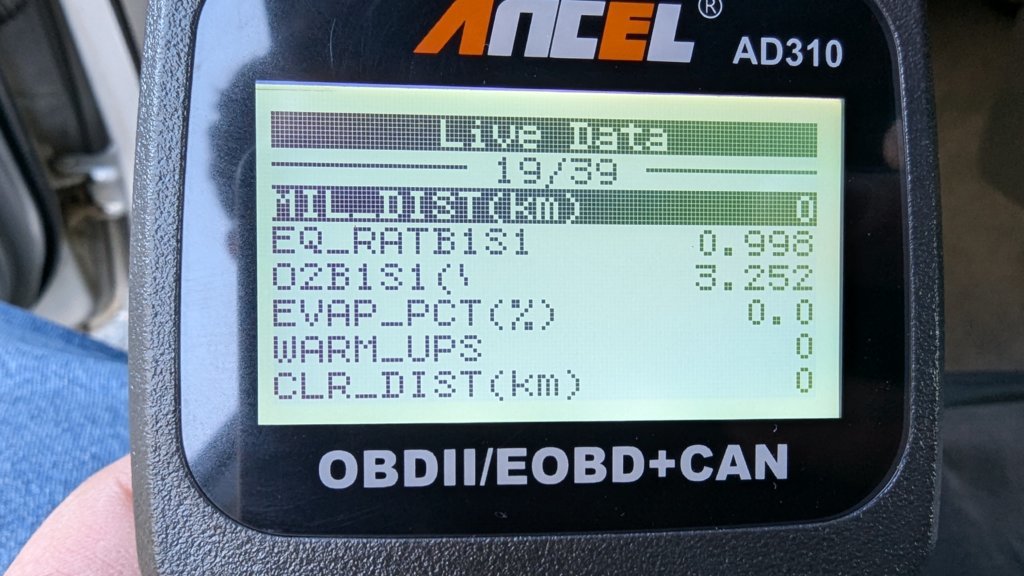 ANCEL®
AD310
Live Data
19/39
MIL_DIST(km) 0
EQ_RATB1S1 0.998
O2B1S1( 3.252
EVAP_PCT(%) 0.0
WARM_UPS 0
CLR_DIST(km) 0
OBDII/EOBD+CAN